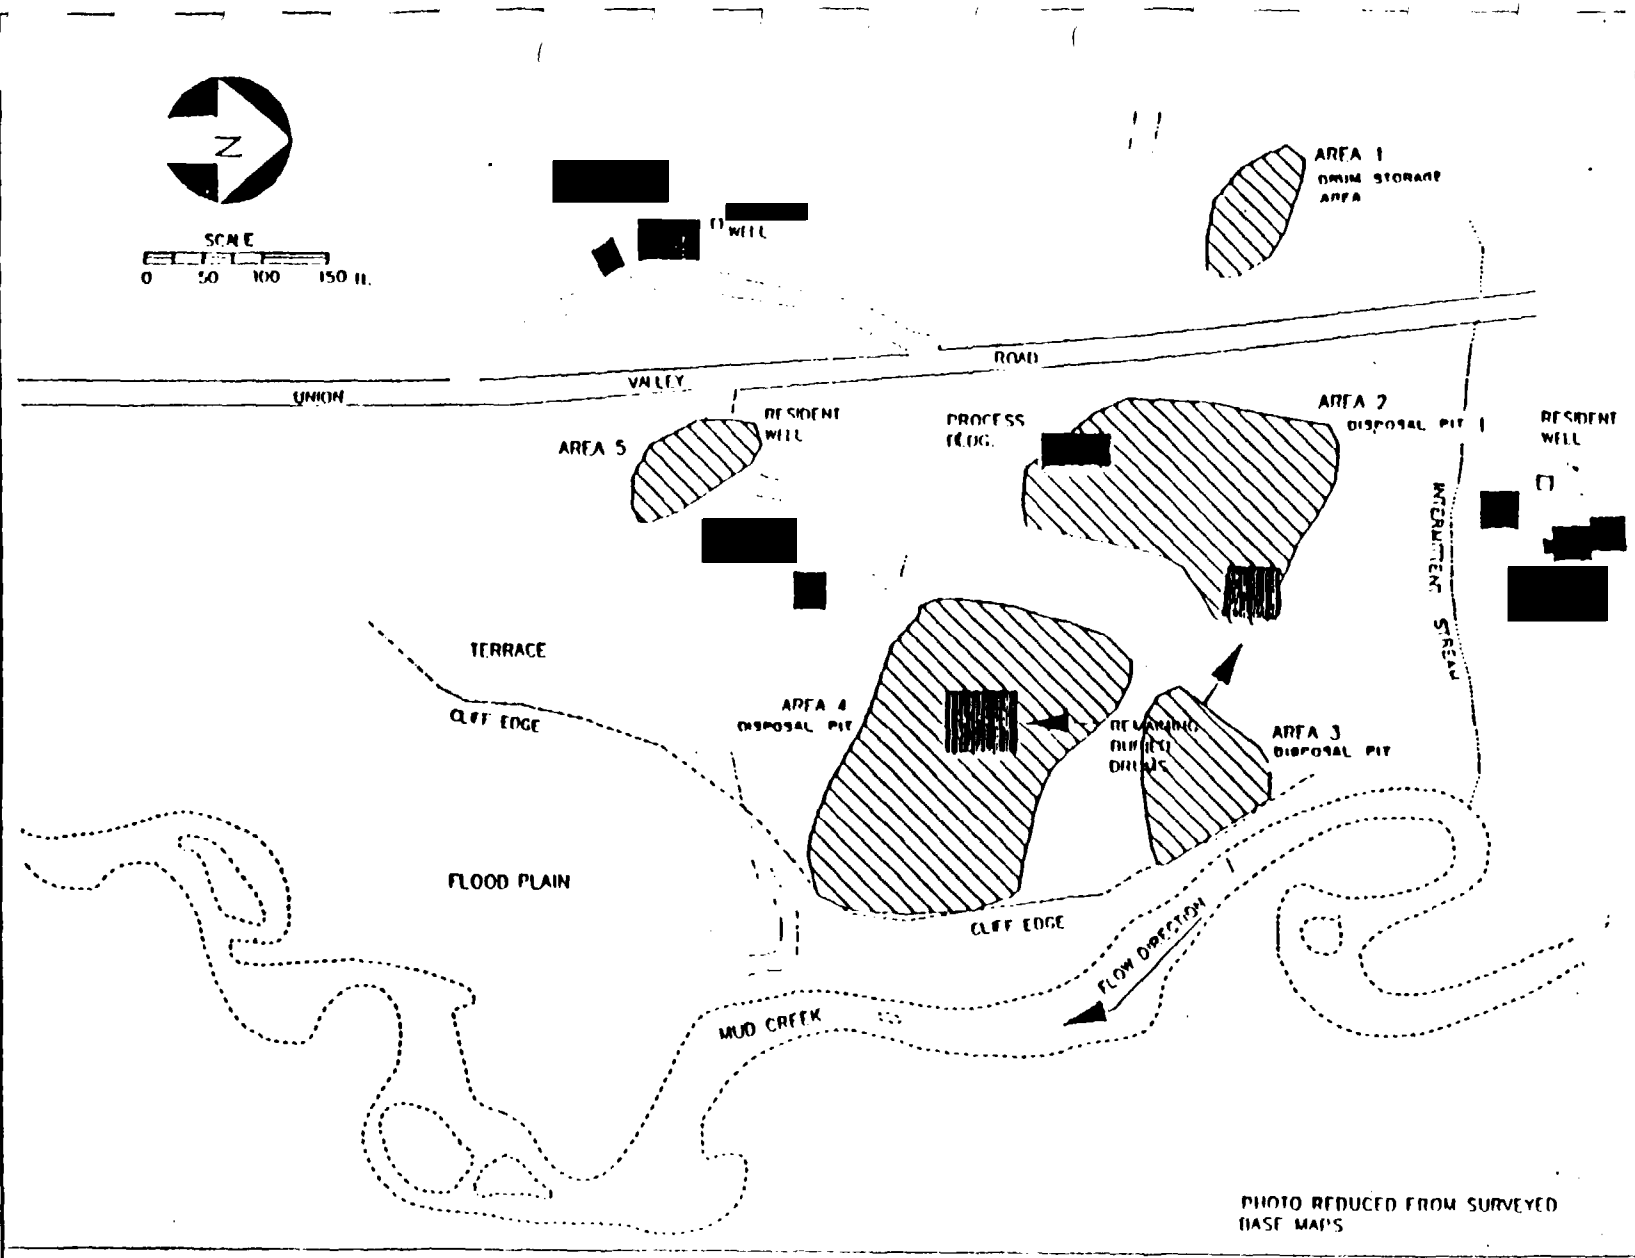 N
SCALE
0 50 100 150 ft.
AREA 1
DRUM STORAGE
AREA
WELL
UNION VALLEY ROAD
RESIDENT
WELL
AREA 5
PROCESS
BLDG.
AREA 2
DISPOSAL PIT 1
RESIDENT
WELL
INTERMITTENT STREAM
TERRACE
CLIFF EDGE
AREA 4
DISPOSAL PIT
REMAINING
BURIED
DRUMS
AREA 3
DISPOSAL PIT
FLOOD PLAIN
CLIFF EDGE
FLOW DIRECTION
MUD CREEK
PHOTO REDUCED FROM SURVEYED
BASE MAPS